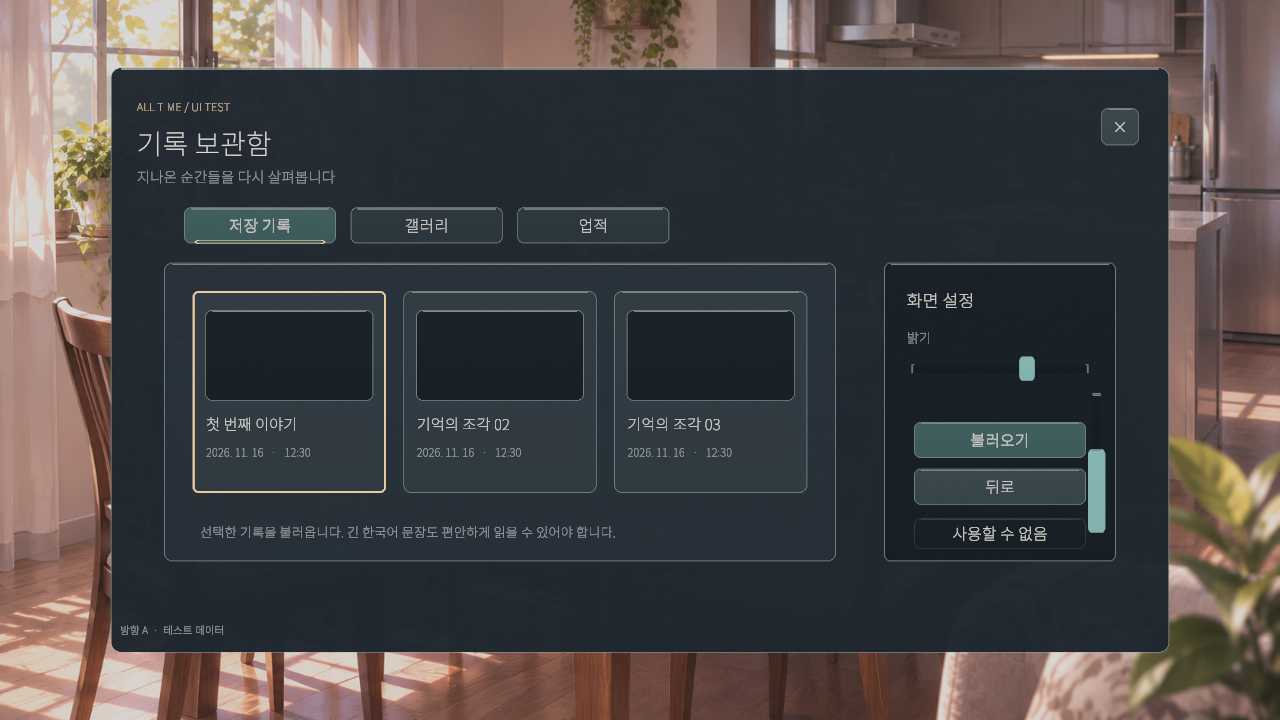 ALL T ME / UI TEST
기록 보관함
지나온 순간들을 다시 살펴봅니다
저장 기록
갤러리
업적
첫 번째 이야기
2026. 11. 16 · 12:30
기억의 조각 02
2026. 11. 16 · 12:30
기억의 조각 03
2026. 11. 16 · 12:30
선택한 기록을 불러옵니다. 긴 한국어 문장도 편안하게 읽을 수 있어야 합니다.
화면 설정
밝기
불러오기
뒤로
사용할 수 없음
방향 A · 테스트 데이터